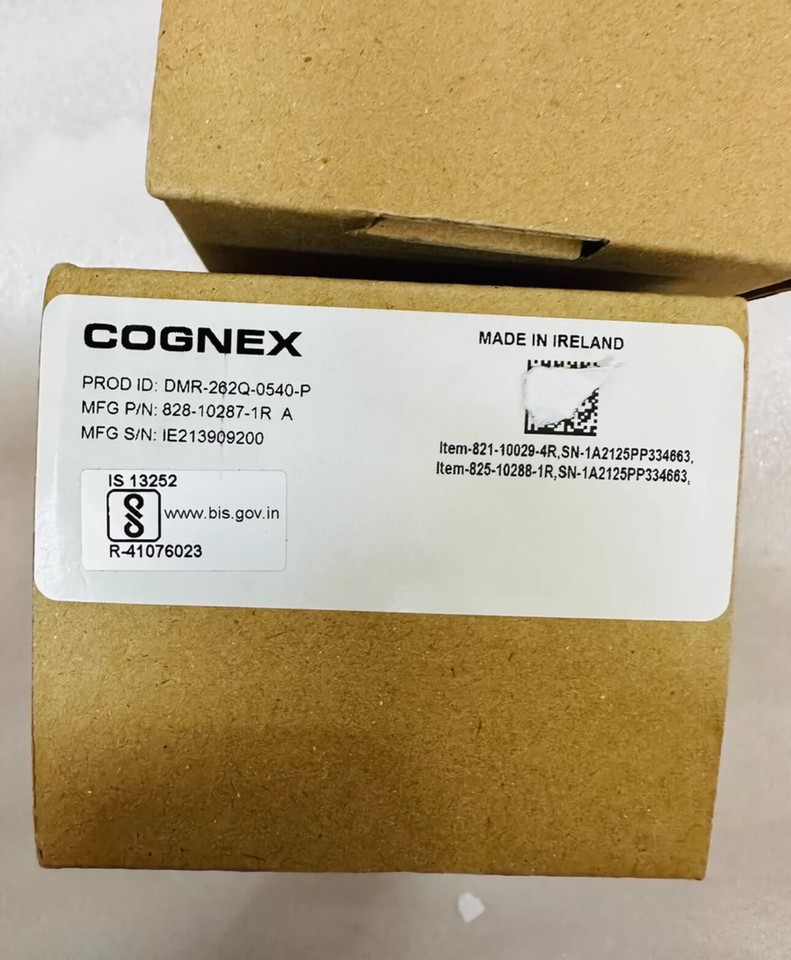 COGNEX
PROD ID: DMR-262Q-0540-P
MFG P/N: 828-10287-1R A
MFG S/N: IE213909200
IS 13252
www.bis.gov.in
R-41076023
MADE IN IRELAND
Item-821-10029-4R,SN-1A2125PP334663,
Item-825-10288-1R,SN-1A2125PP334663,